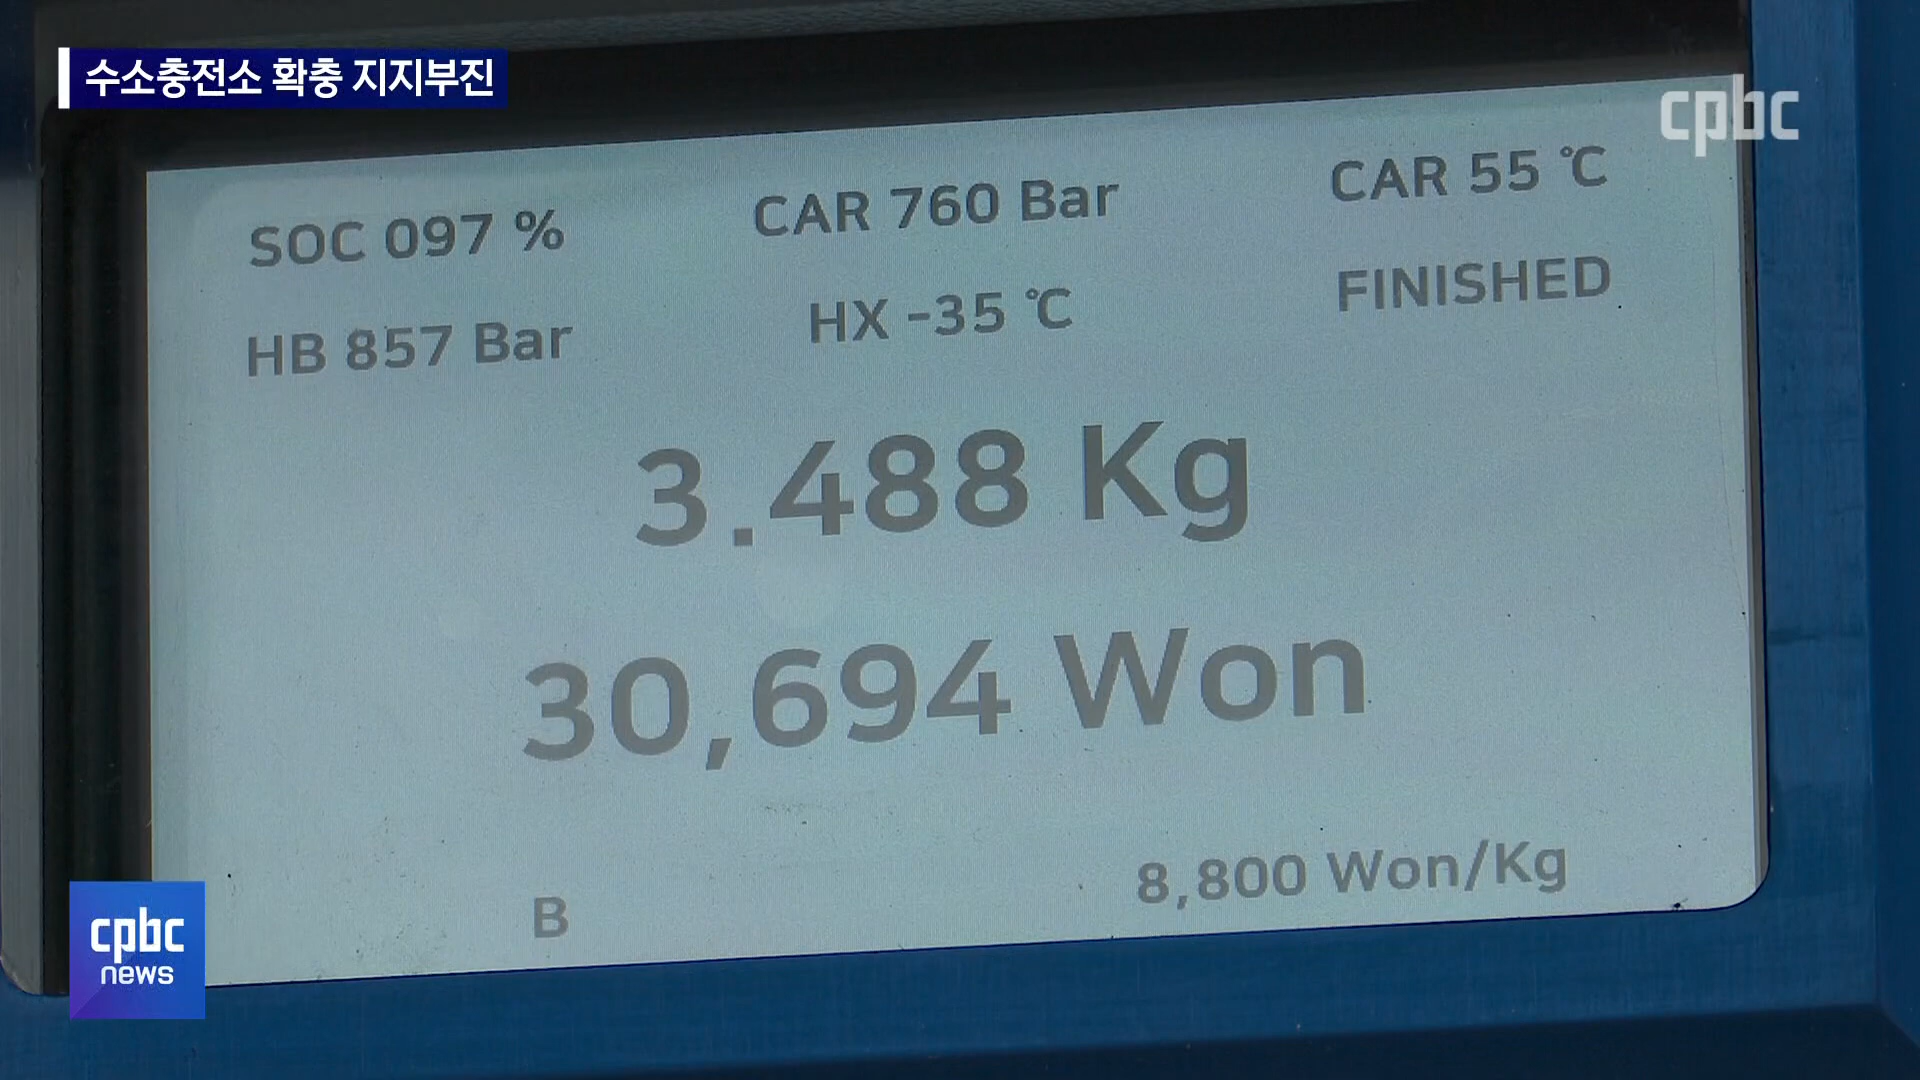 수소충전소 확충 지지부진
cpbc
SOC 097 %
CAR 760 Bar
CAR 55 ℃
HB 857 Bar
HX -35 ℃
FINISHED
3.488 Kg
30,694 Won
B
8,800 Won/Kg
cpbc
news